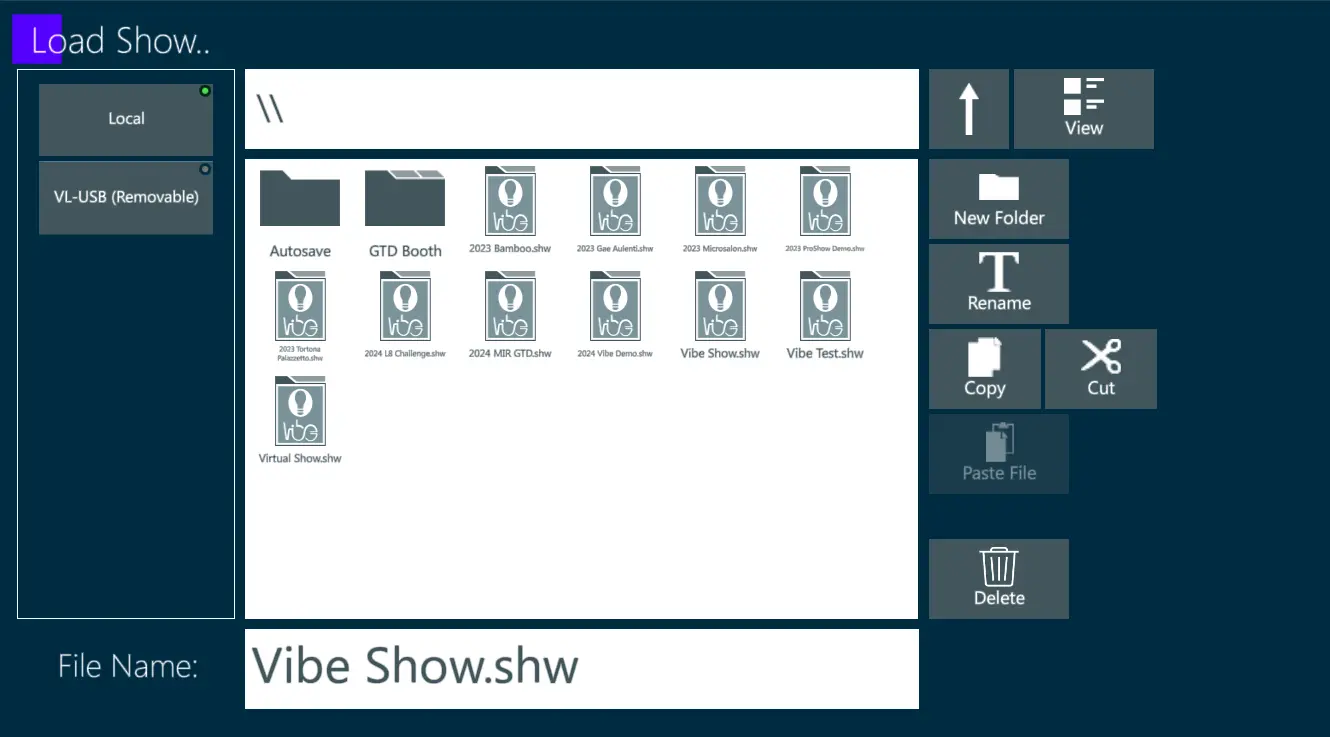 Load Show..
Local
VL-USB (Removable)
\\
View
Autosave
GTD Booth
2023 Bamboo.shw
2023 Gae Aulenti.shw
2023 Microsalon.shw
2023 ProShow Demo.shw
2023 Tortona
Palazzetto.shw
2024 L8 Challenge.shw
2024 MIR GTD.shw
2024 Vibe Demo.shw
Vibe Show.shw
Vibe Test.shw
Virtual Show.shw
New Folder
Rename
Copy
Cut
Paste File
Delete
File Name:
Vibe Show.shw